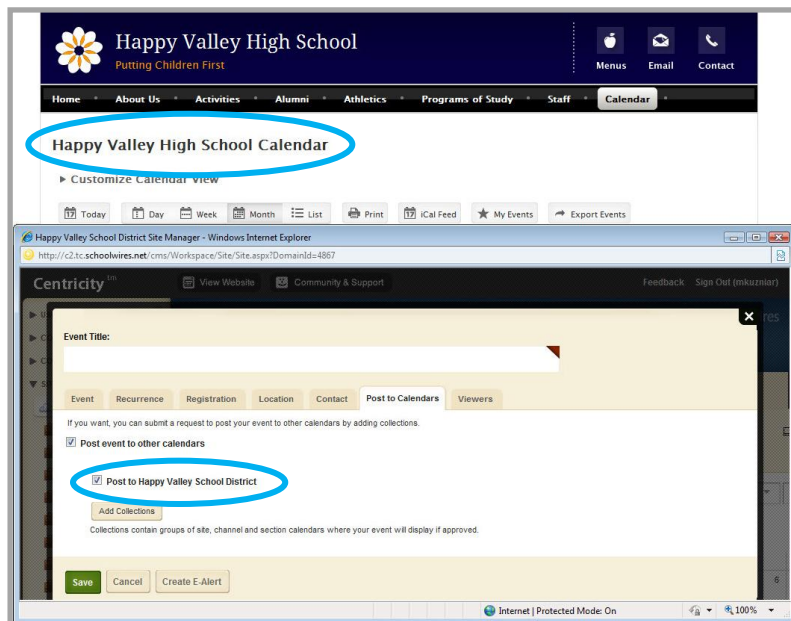 Happy Valley High School
Putting Children First
Menus Email Contact
Home About Us Activities Alumni Athletics Programs of Study Staff Calendar
Happy Valley High School Calendar
Customize Calendar View
17 Today 1 Day Week Month List Print 17 iCal Feed My Events Export Events
Happy Valley School District Site Manager - Windows Internet Explorer
http://c2.tc.schoolwires.net/cms/Workspace/Site/Site.aspx?DomainId=4867
Centricity™ View Website Community & Support Feedback Sign Out (mkuzniar)
Event Title:
Event Recurrence Registration Location Contact Post to Calendars Viewers
If you want, you can submit a request to post your event to other calendars by adding collections.
Post event to other calendars
Post to Happy Valley School District
Add Collections
Collections contain groups of site, channel and section calendars where your event will display if approved.
Save Cancel Create E-Alert
6
Internet | Protected Mode: On 100%